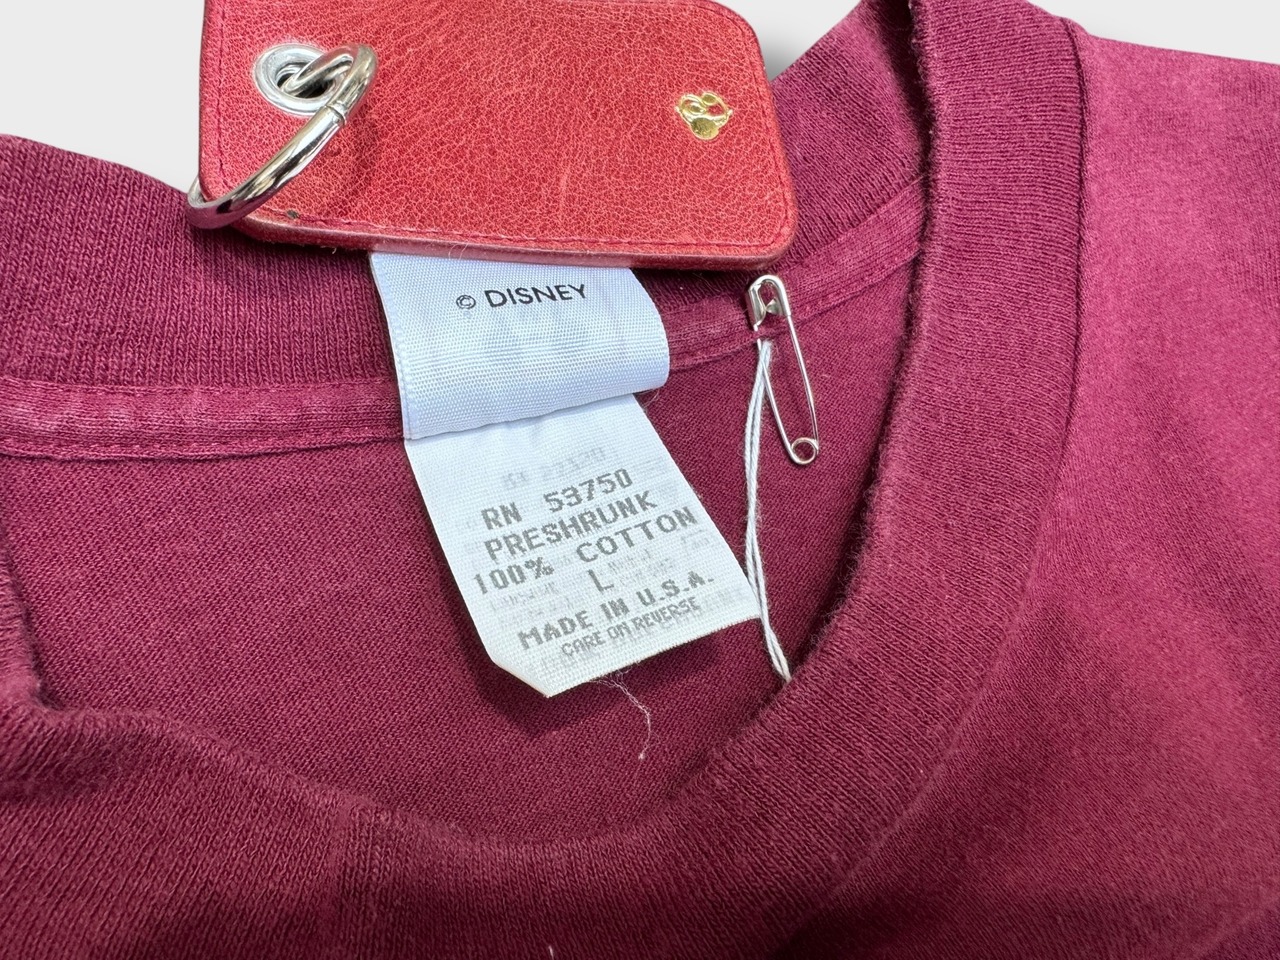 © DISNEY
RN 53750
PRESHRUNK
100% COTTON
L
MADE IN U.S.A.
CARE ON REVERSE